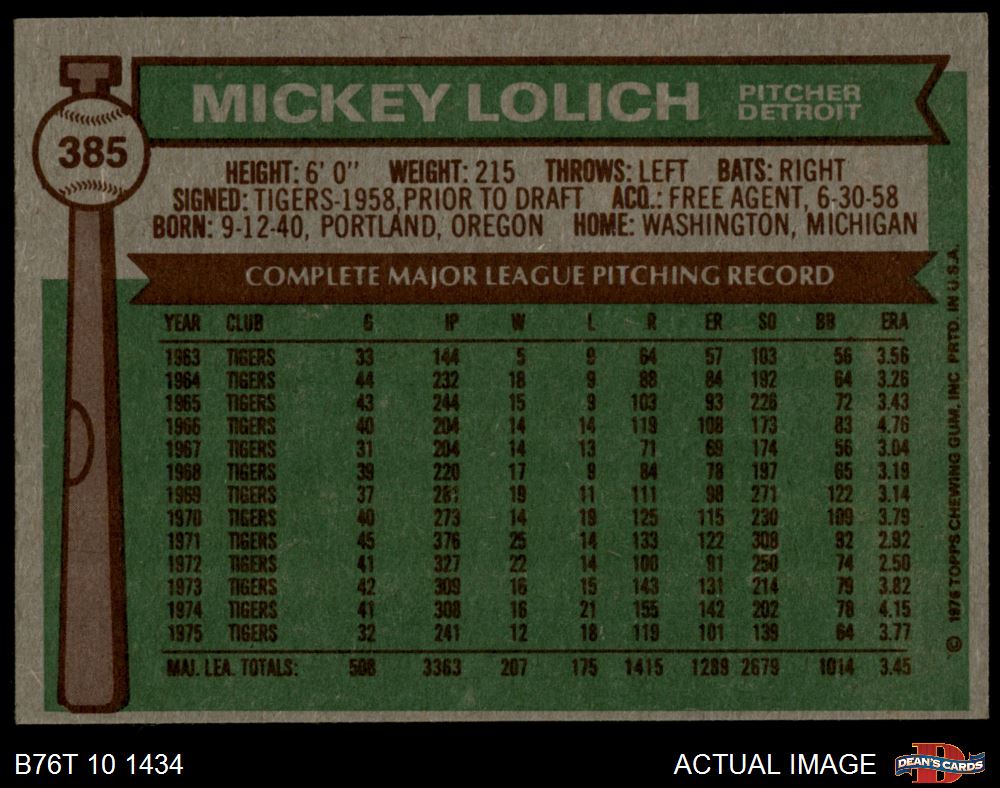 MICKEY LOLICH PITCHER
DETROIT
385
HEIGHT: 6' 0" WEIGHT: 215 THROWS: LEFT BATS: RIGHT
SIGNED: TIGERS-1958, PRIOR TO DRAFT ACQ.: FREE AGENT, 6-30-58
BORN: 9-12-40, PORTLAND, OREGON HOME: WASHINGTON, MICHIGAN
COMPLETE MAJOR LEAGUE PITCHING RECORD
YEAR CLUB G IP W L R ER SO BB ERA
1963 TIGERS 33 144 5 9 64 57 103 56 3.56
1964 TIGERS 44 232 18 9 88 84 192 64 3.26
1965 TIGERS 43 244 15 9 103 93 226 72 3.43
1966 TIGERS 40 204 14 14 119 108 173 83 4.76
1967 TIGERS 31 204 14 13 71 69 174 56 3.04
1968 TIGERS 39 220 17 9 84 78 197 65 3.19
1969 TIGERS 37 281 19 11 111 98 271 122 3.14
1970 TIGERS 40 273 14 19 125 115 230 109 3.79
1971 TIGERS 45 376 25 14 133 122 308 92 2.92
1972 TIGERS 41 327 22 14 100 91 250 74 2.50
1973 TIGERS 42 309 16 15 143 131 214 79 3.82
1974 TIGERS 41 308 16 21 155 142 202 78 4.15
1975 TIGERS 32 241 12 18 119 101 139 64 3.77
MAJ. LEA. TOTALS: 508 3363 207 175 1415 1289 2679 1014 3.45
© 1976 TOPPS CHEWING GUM, INC PRTD. IN U.S.A.
B76T 10 1434 ACTUAL IMAGE DEAN'S CARDS